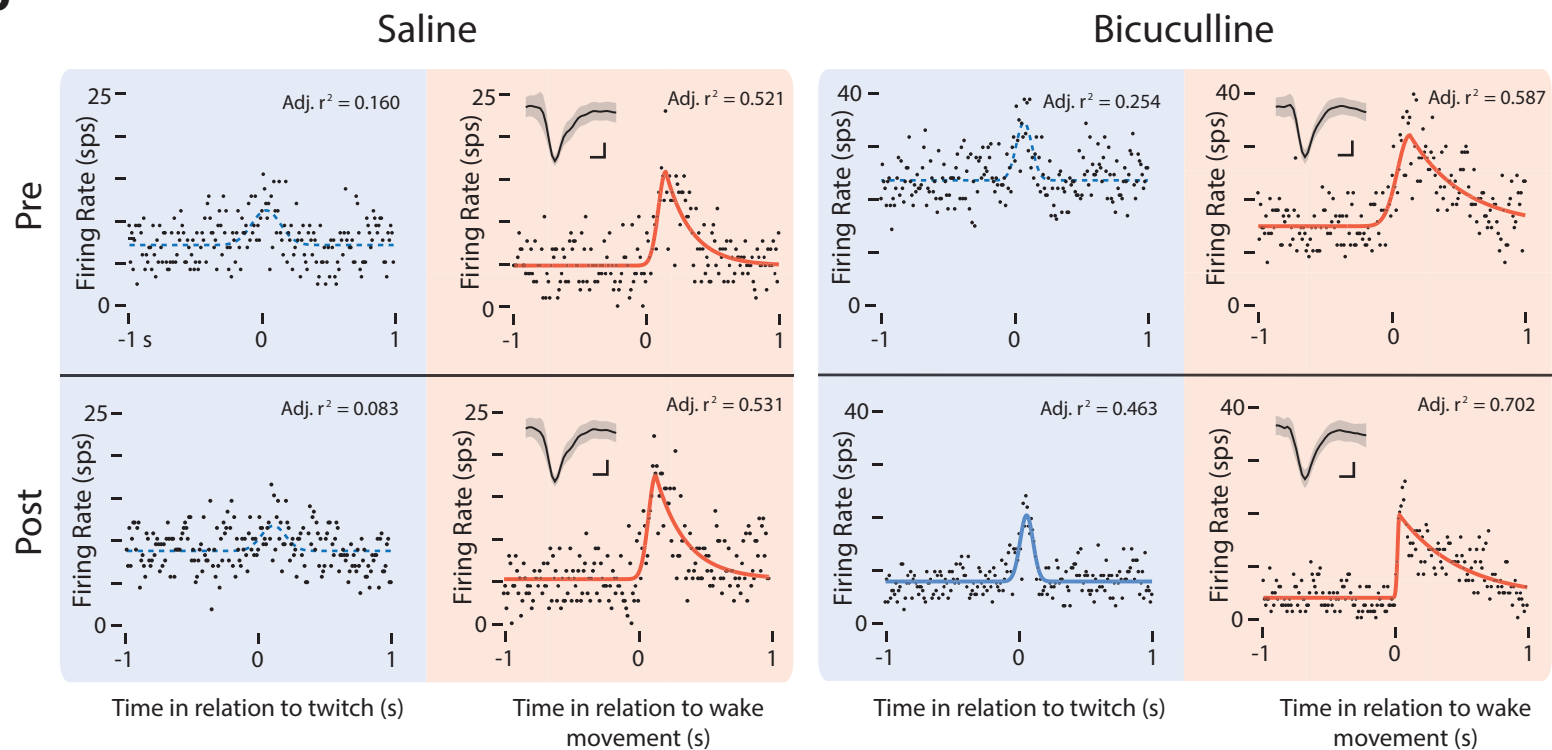 Saline
Bicuculline
Pre
Firing Rate (sps)
25
0
Adj. r² = 0.160
-1 s
0
1
Firing Rate (sps)
25
0
Adj. r² = 0.521
-1
0
1
Firing Rate (sps)
40
0
Adj. r² = 0.254
-1
0
1
Firing Rate (sps)
40
0
Adj. r² = 0.587
-1
0
1
Post
Firing Rate (sps)
25
0
Adj. r² = 0.083
-1
0
1
Firing Rate (sps)
25
0
Adj. r² = 0.531
-1
0
1
Firing Rate (sps)
40
0
Adj. r² = 0.463
-1
0
1
Firing Rate (sps)
40
0
Adj. r² = 0.702
-1
0
1
Time in relation to twitch (s)
Time in relation to wake
movement (s)
Time in relation to twitch (s)
Time in relation to wake
movement (s)